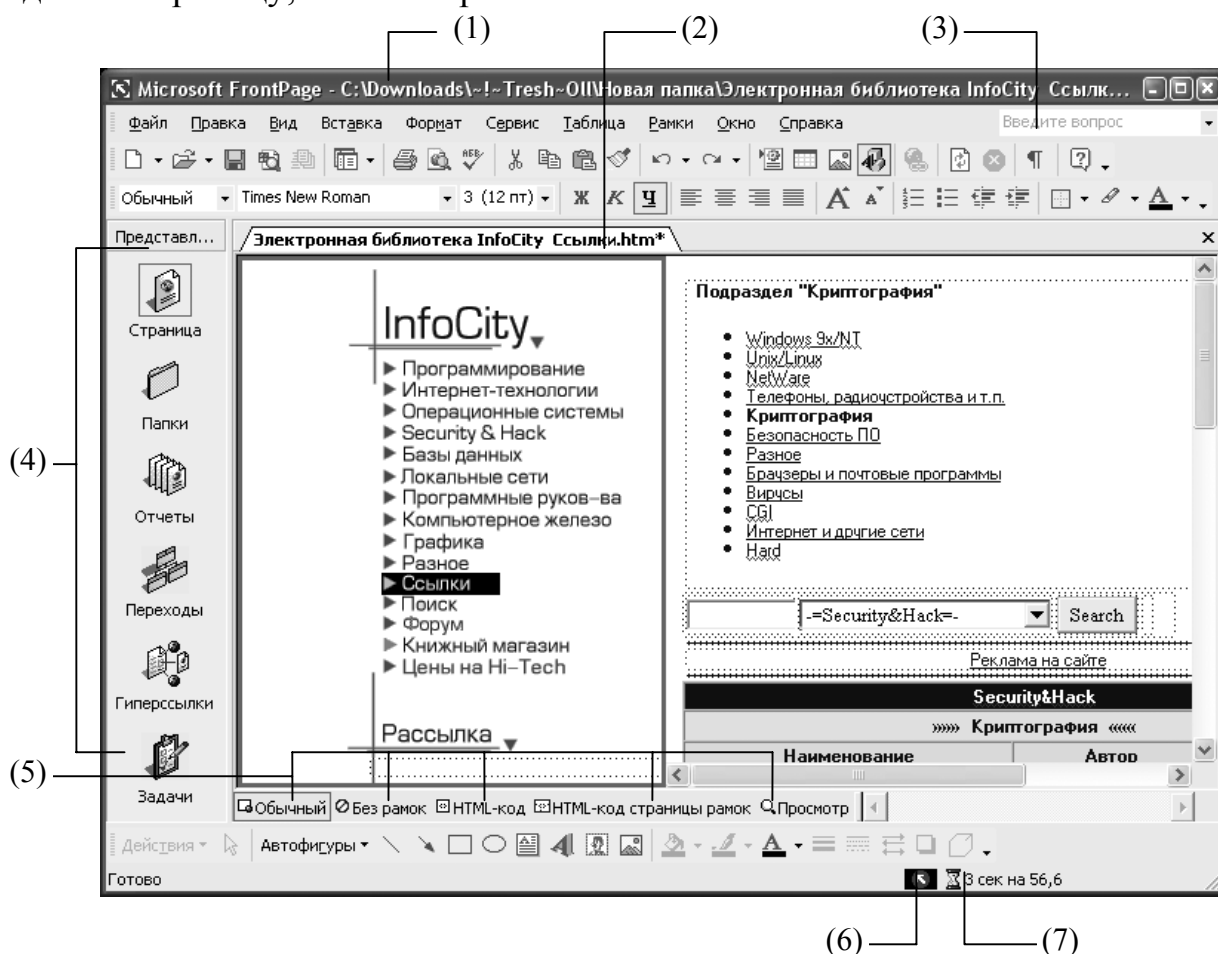 (1) (2) (3)
Microsoft FrontPage - C:\Downloads\~!~Tresh~Oll\Новая папка\Электронная библиотека InfoCity Ссылк...
Файл Правка Вид Вставка Формат Сервис Таблица Рамки Окно Справка Введите вопрос
Обычный Times New Roman 3 (12 пт) Ж К Ч
Представл...
Электронная библиотека InfoCity Ссылки.htm*
Страница
Папки
Отчеты
Переходы
Гиперссылки
Задачи
(4)
(5)
InfoCity
Программирование
Интернет-технологии
Операционные системы
Security & Hack
Базы данных
Локальные сети
Программные руков-ва
Компьютерное железо
Графика
Разное
Ссылки
Поиск
Форум
Книжный магазин
Цены на Hi-Tech
Рассылка
Подраздел "Криптография"
Windows 9x/NT
Unix/Linux
NetWare
Телефоны, радиоустройства и т.п.
Криптография
Безопасность ПО
Разное
Браузеры и почтовые программы
Вирусы
CGI
Интернет и другие сети
Hard
-=Security&Hack=- Search
Реклама на сайте
Security&Hack
»»» Криптография «««
Наименование Автор
Обычный Без рамок HTML-код HTML-код страницы рамок Просмотр
Действия Автофигуры
Готово 3 сек на 56,6
(6) (7)